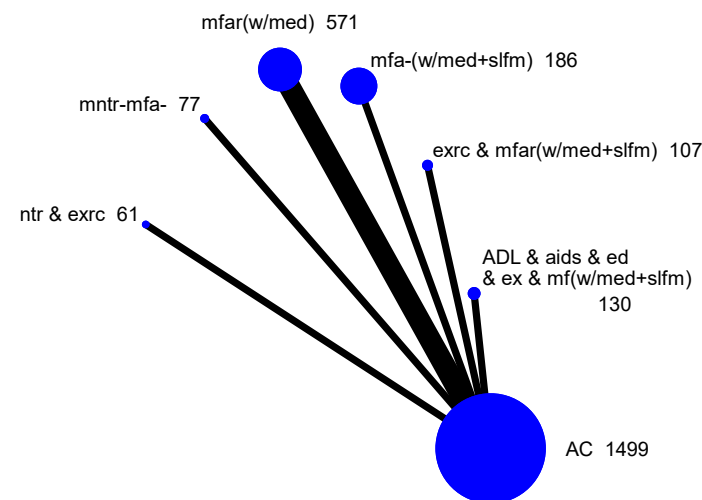 mfar(w/med) 571
mfa-(w/med+slfm) 186
mntr-mfa- 77
exrc & mfar(w/med+slfm) 107
ntr & exrc 61
ADL & aids & ed
& ex & mf(w/med+slfm)
130
AC 1499